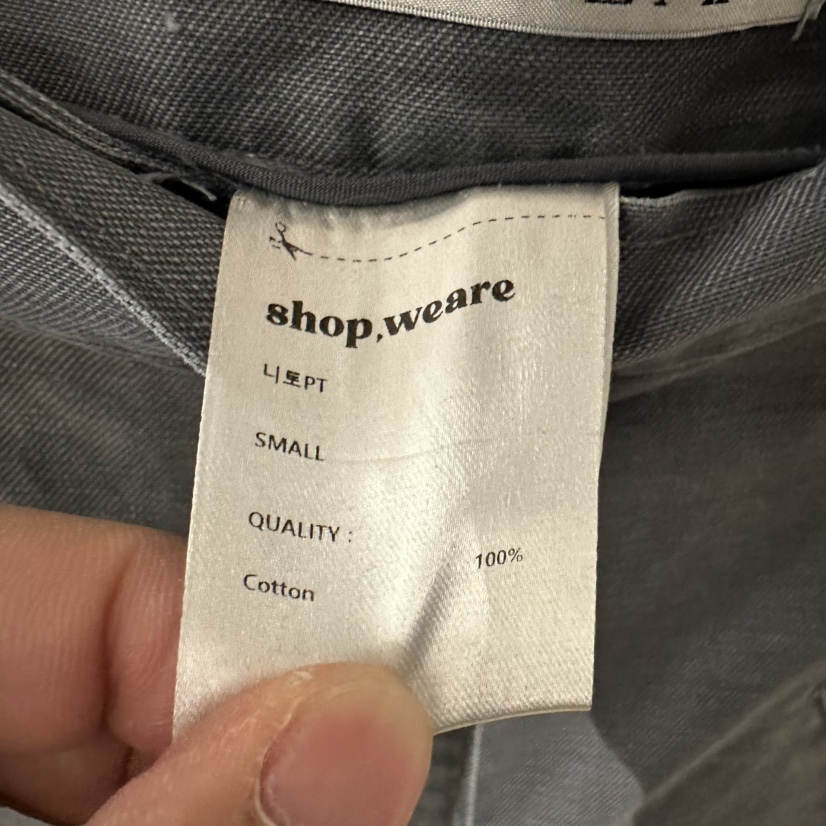 shop,weare
니토PT
SMALL
QUALITY :
100%
Cotton